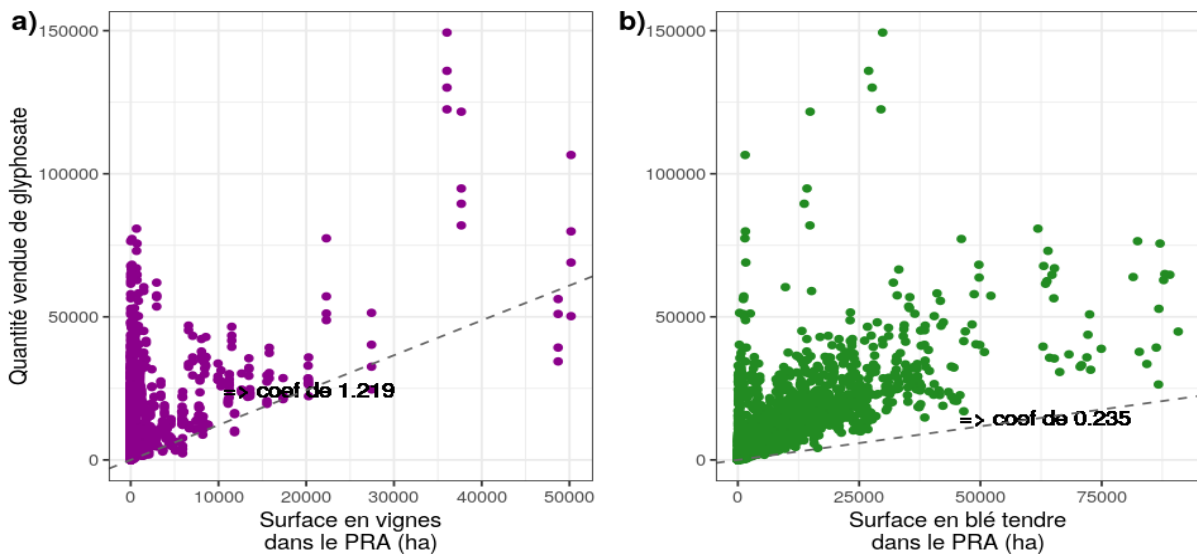 a)
150000
100000
50000
0
Quantité vendue de glyphosate
=> coef de 1.219
0 10000 20000 30000 40000 50000
Surface en vignes
dans le PRA (ha)
b)
150000
100000
50000
0
=> coef de 0.235
0 25000 50000 75000
Surface en blé tendre
dans le PRA (ha)